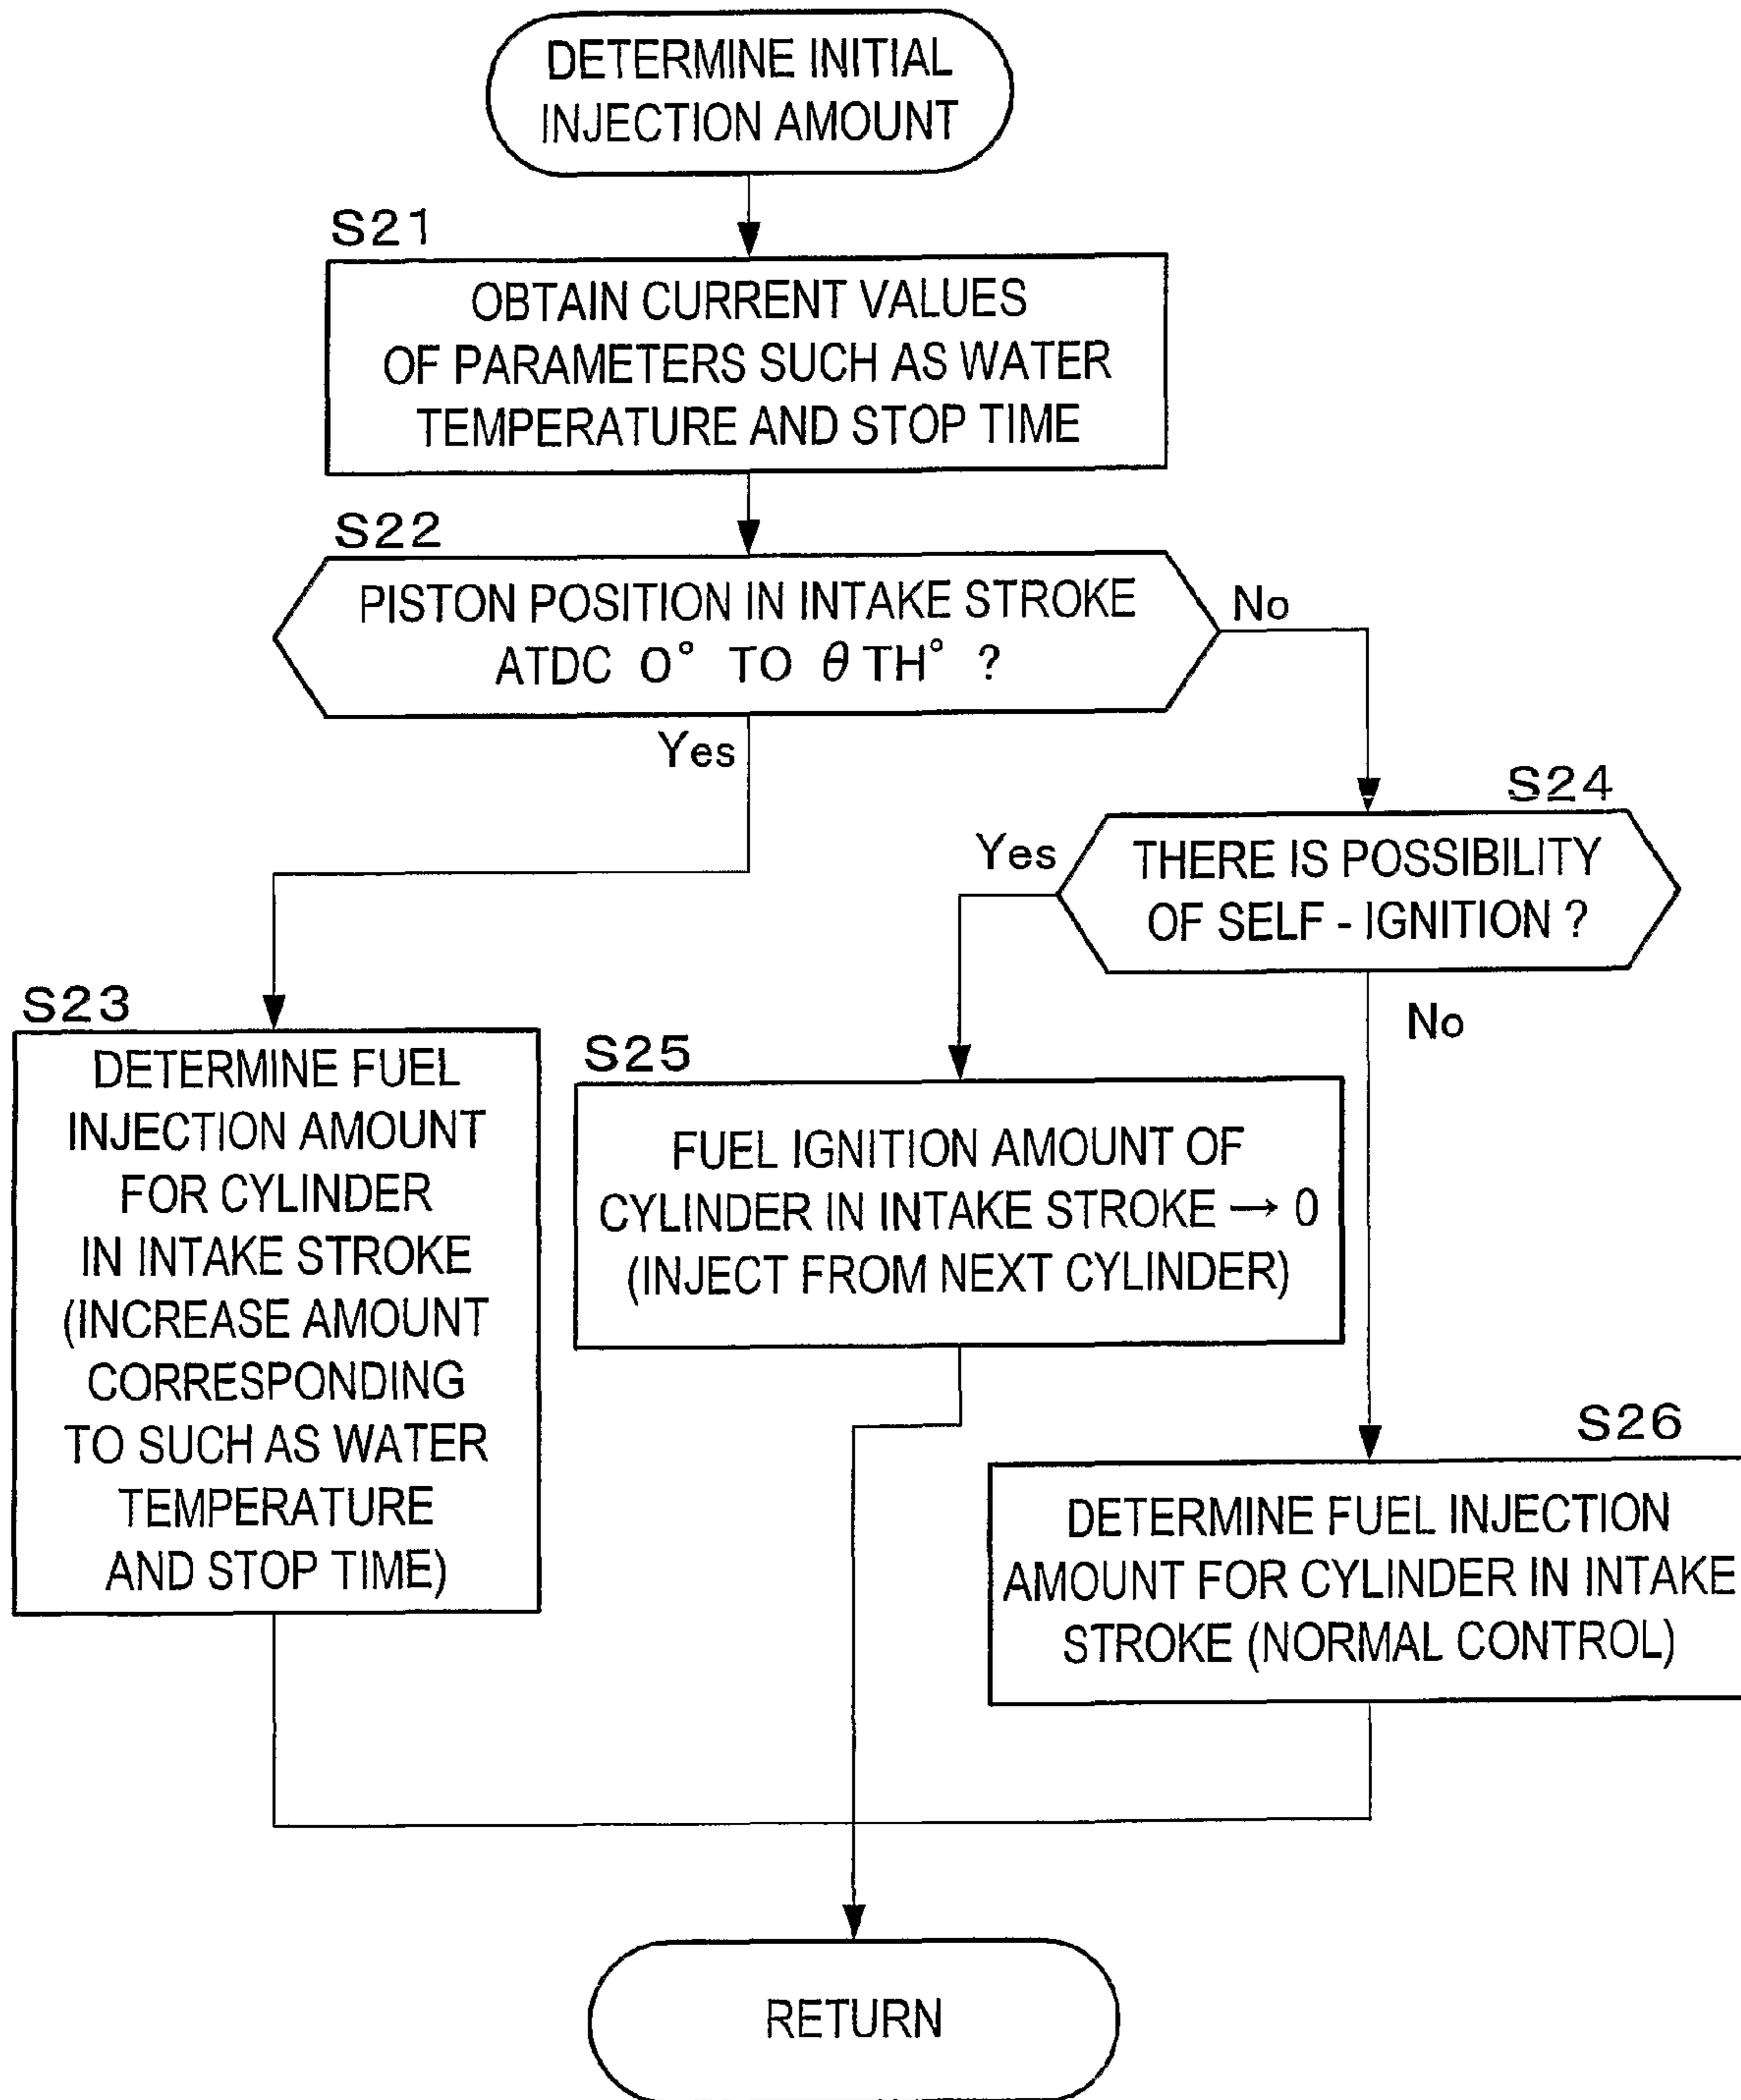 DETERMINE INITIAL
INJECTION AMOUNT
S21
OBTAIN CURRENT VALUES
OF PARAMETERS SUCH AS WATER
TEMPERATURE AND STOP TIME
S22
PISTON POSITION IN INTAKE STROKE
ATDC 0° TO θTH° ?
No
Yes
S24
THERE IS POSSIBILITY
OF SELF - IGNITION ?
Yes
No
S23
DETERMINE FUEL
INJECTION AMOUNT
FOR CYLINDER
IN INTAKE STROKE
(INCREASE AMOUNT
CORRESPONDING
TO SUCH AS WATER
TEMPERATURE
AND STOP TIME)
S25
FUEL IGNITION AMOUNT OF
CYLINDER IN INTAKE STROKE → 0
(INJECT FROM NEXT CYLINDER)
S26
DETERMINE FUEL INJECTION
AMOUNT FOR CYLINDER IN INTAKE
STROKE (NORMAL CONTROL)
RETURN